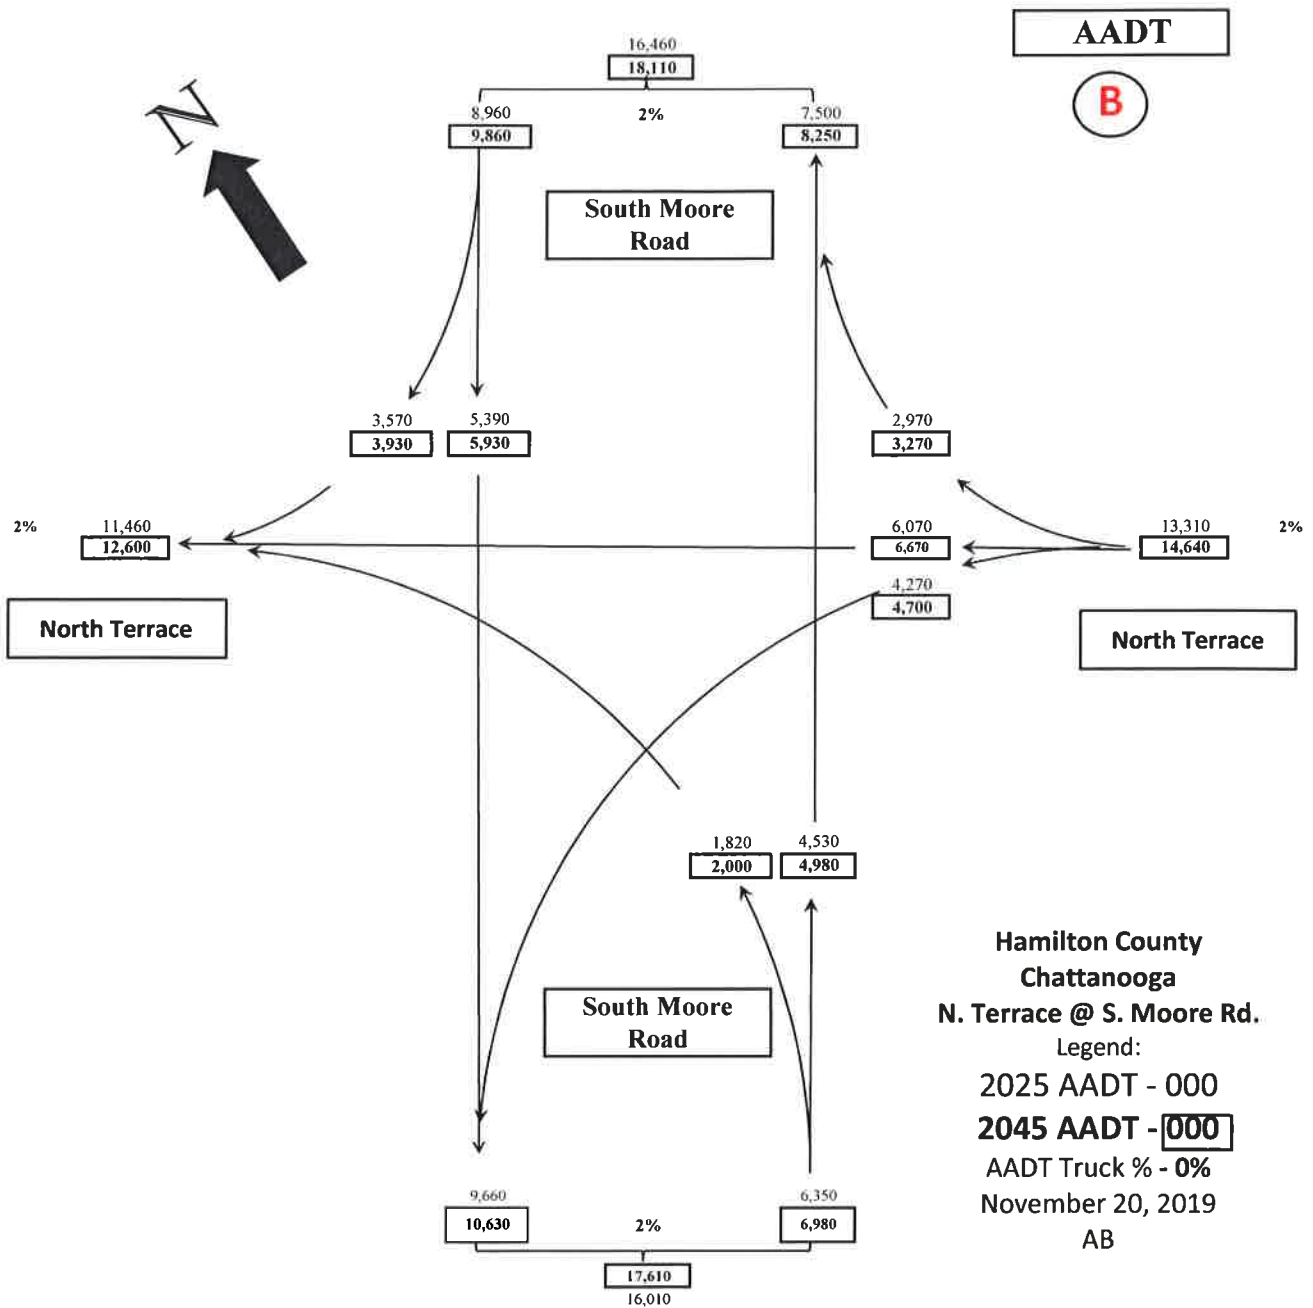 AADT
B
N
16,460
18,110
8,960
2%
7,500
9,860
8,250
South Moore
Road
3,570
5,390
2,970
3,930
5,930
3,270
2%
11,460
6,070
13,310
2%
12,600
6,670
14,640
4,270
4,700
North Terrace
North Terrace
1,820
4,530
2,000
4,980
South Moore
Road
Hamilton County
Chattanooga
N. Terrace @ S. Moore Rd.
Legend:
2025 AADT - 000
2045 AADT - 000
AADT Truck % - 0%
November 20, 2019
AB
9,660
6,350
10,630
2%
6,980
17,610
16,010